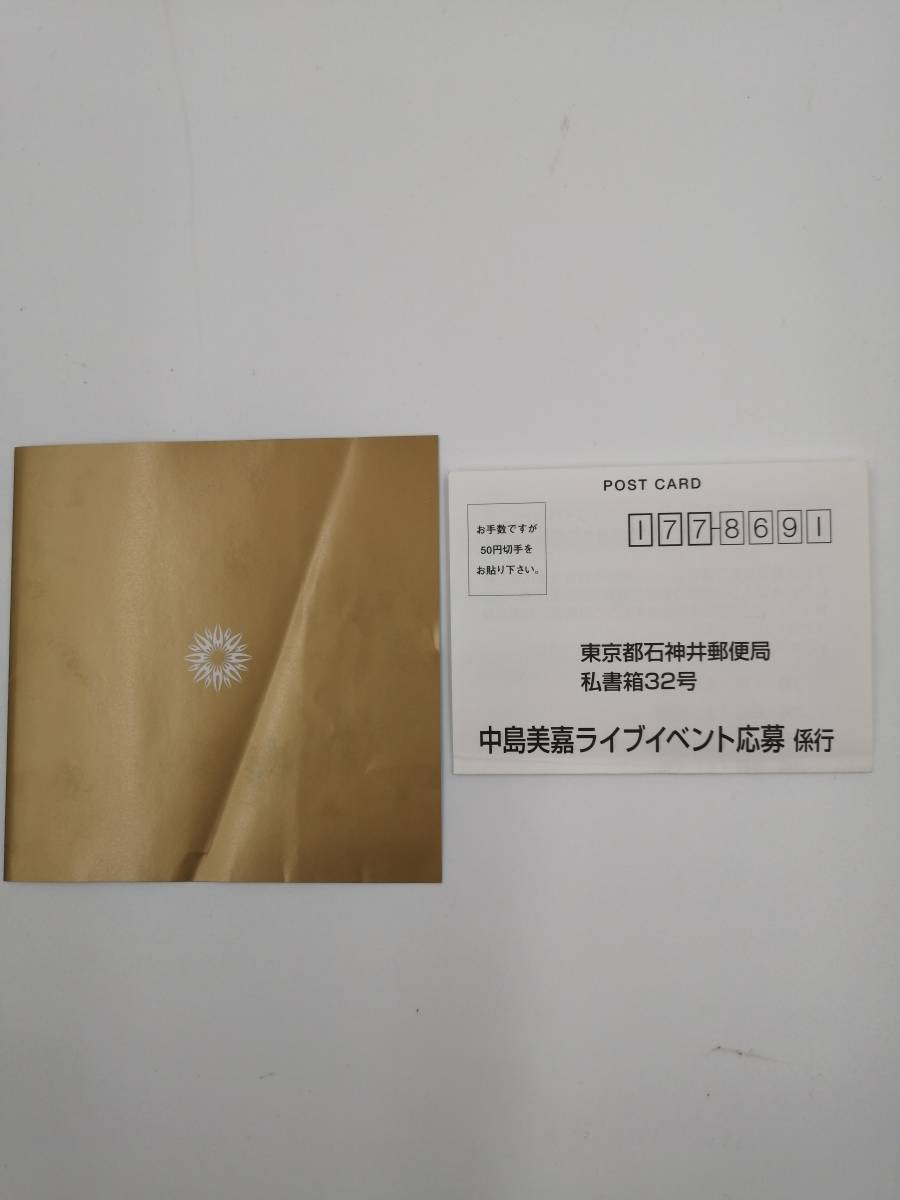 POST CARD
お手数ですが
50円切手を
お貼り下さい。
177-8691
東京都石神井郵便局
私書箱32号
中島美嘉ライブイベント応募 係行